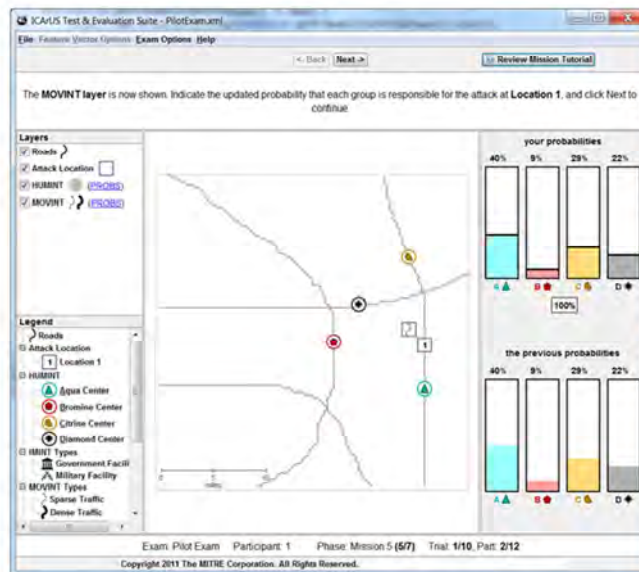 ICArUS Test & Evaluation Suite - PilotExam.xml
File Feature Vector Options Exam Options Help
<- Back Next -> Review Mission Tutorial
The MOVINT layer is now shown. Indicate the updated probability that each group is responsible for the attack at Location 1, and click Next to
continue
Layers
Roads
Attack Location
HUMINT (PROBS)
MOVINT (PROBS)
Legend
Roads
Attack Location
1 Location 1
HUMINT
Aqua Center
Bromine Center
Citrine Center
Diamond Center
IMINT Types
Government Facili
Military Facility
MOVINT Types
Sparse Traffic
Dense Traffic
1
your probabilities
40% 9% 29% 22%
A B C D
100%
the previous probabilities
40% 9% 29% 22%
A B C D
Exam: Pilot Exam Participant: 1 Phase: Mission 5 (5/7) Trial: 1/10, Part: 2/12
Copyright 2011 The MITRE Corporation. All Rights Reserved.